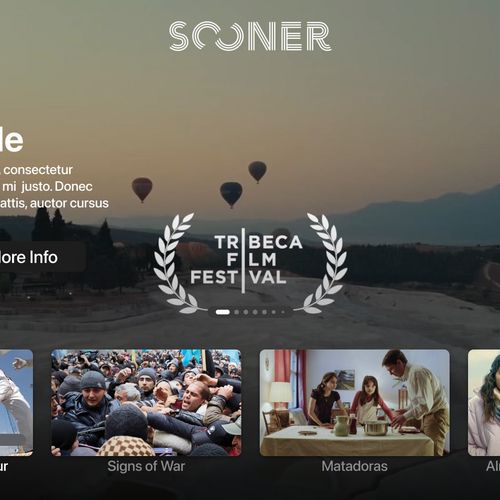 SOONER
le
consectetur
mi justo. Donec
attis, auctor cursus
More Info
TRIBECA
FILM
FESTIVAL
ur
Signs of War
Matadoras
Al